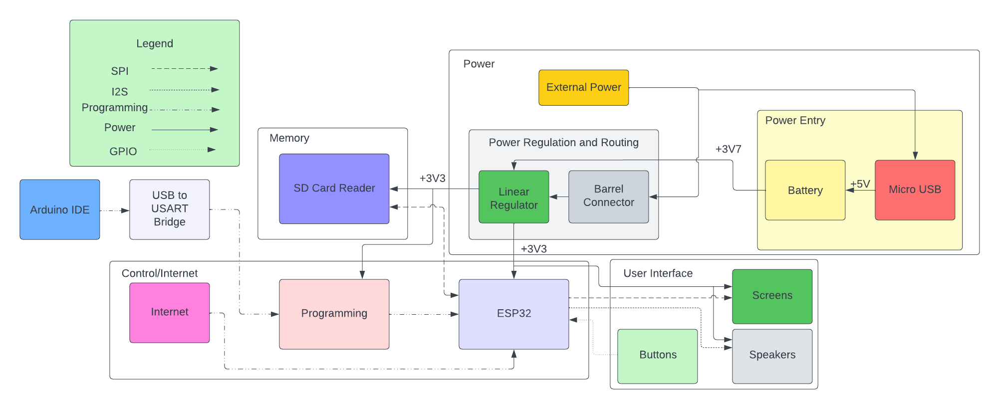 Legend
SPI
I2S
Programming
Power
GPIO
Power
External Power
Power Entry
Memory
Power Regulation and Routing
+3V7
SD Card Reader
+3V3
Linear
Regulator
Barrel
Connector
Battery
+5V
Micro USB
Arduino IDE
USB to
USART
Bridge
+3V3
Control/Internet
User Interface
Internet
Programming
ESP32
Screens
Buttons
Speakers